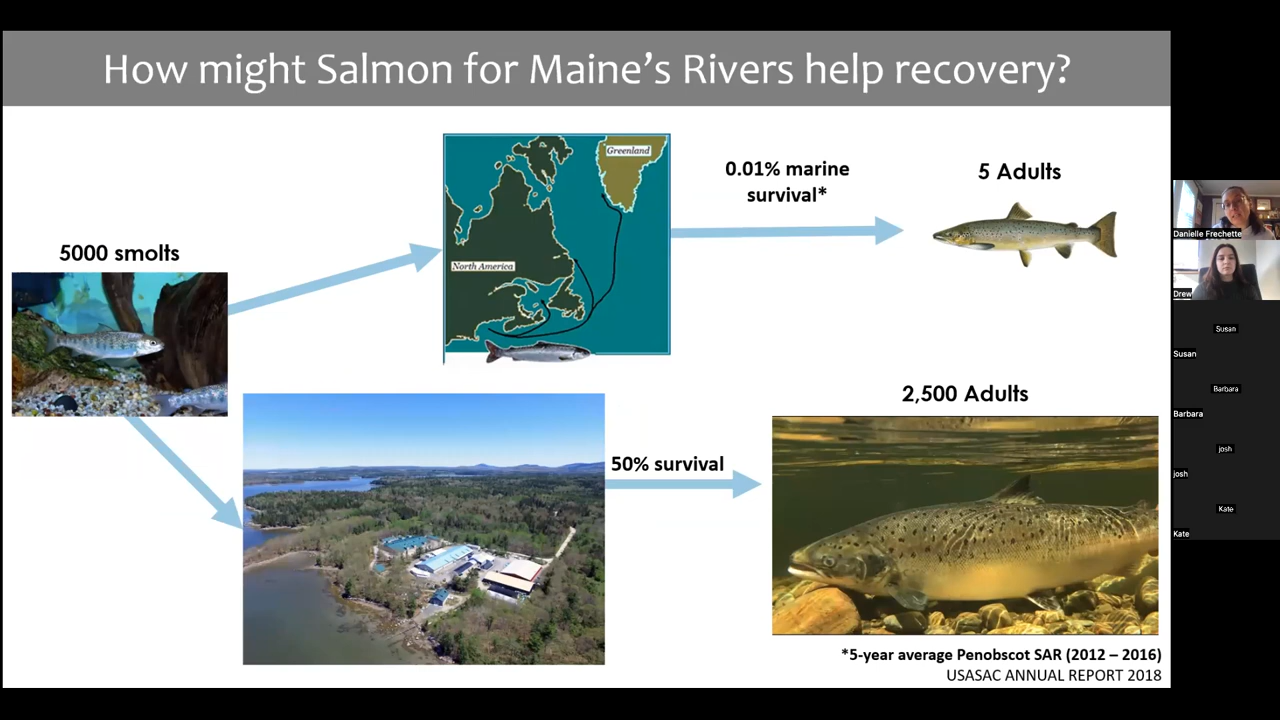 How might Salmon for Maine's Rivers help recovery?
5000 smolts
Greenland
North America
0.01% marine
survival*
5 Adults
50% survival
2,500 Adults
*5-year average Penobscot SAR (2012 – 2016)
USASAC ANNUAL REPORT 2018
Danielle Frechette
Drew
Susan
Susan
Barbara
Barbara
josh
josh
Kate
Kate